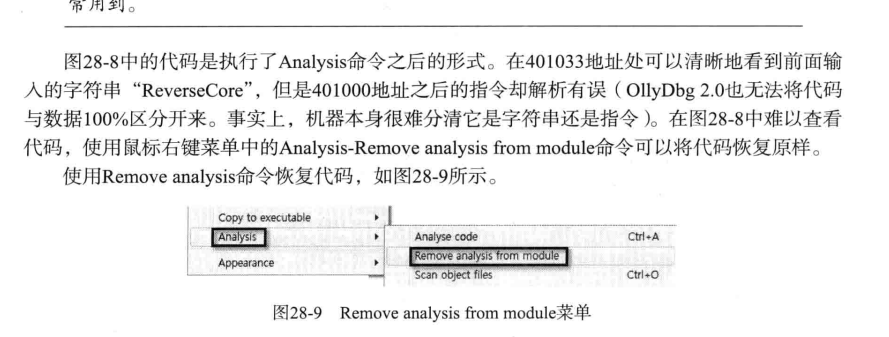 常用到。
图28-8中的代码是执行了Analysis命令之后的形式。在401033地址处可以清晰地看到前面输
入的字符串“ReverseCore”，但是401000地址之后的指令却解析有误（OllyDbg 2.0也无法将代码
与数据100%区分开来。事实上，机器本身很难分清它是字符串还是指令）。在图28-8中难以查看
代码，使用鼠标右键菜单中的Analysis-Remove analysis from module命令可以将代码恢复原样。
使用Remove analysis命令恢复代码，如图28-9所示。
Copy to executable
Analysis
Analyse code Ctrl+A
Remove analysis from module
Appearance
Scan object files Ctrl+O
图28-9 Remove analysis from module菜单